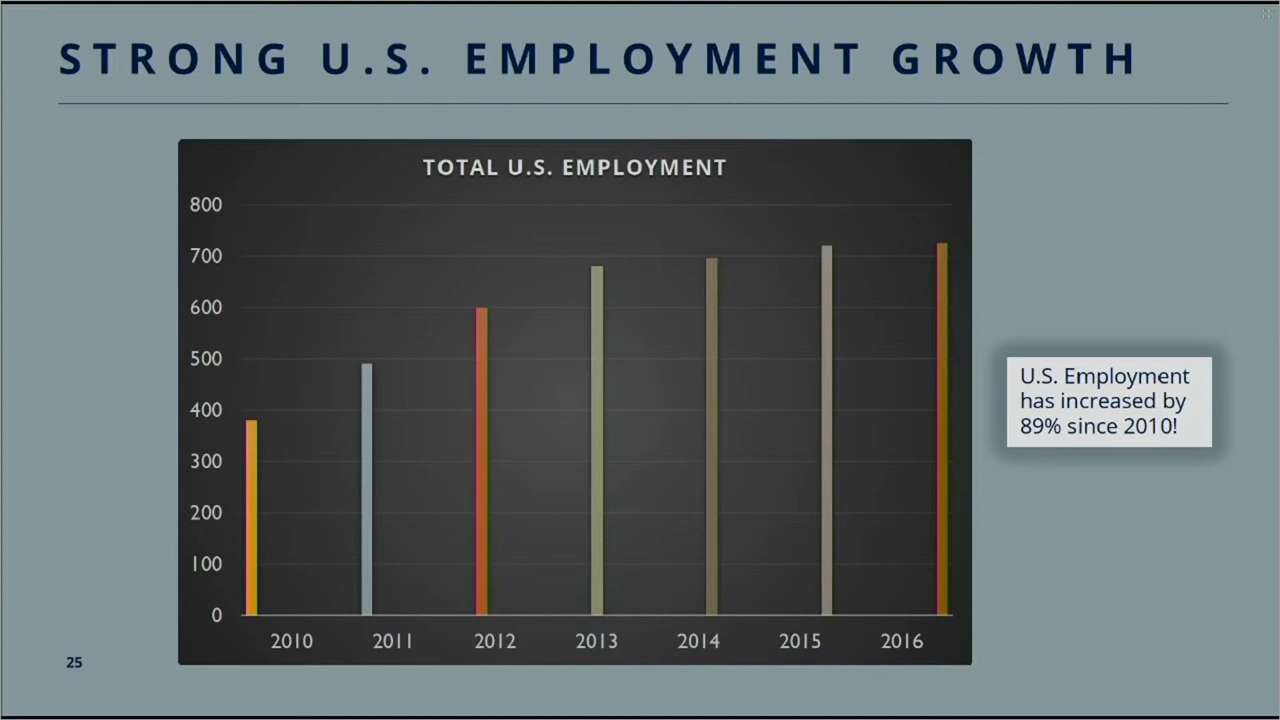 STRONG U.S. EMPLOYMENT GROWTH
TOTAL U.S. EMPLOYMENT
800
700
600
500
400
300
200
100
0
2010 2011 2012 2013 2014 2015 2016
U.S. Employment
has increased by
89% since 2010!
25